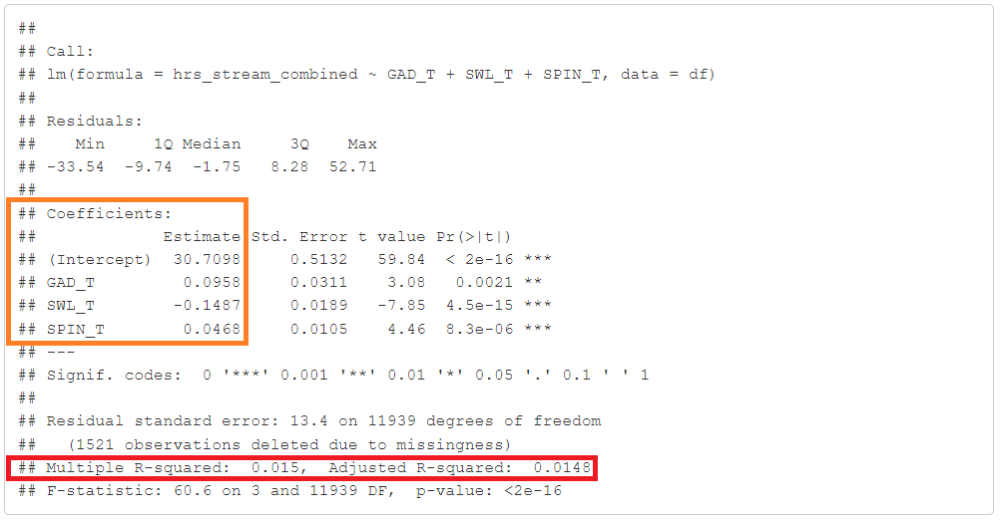 ##
## Call:
## lm(formula = hrs_stream_combined ~ GAD_T + SWL_T + SPIN_T, data = df)
##
## Residuals:
##    Min     1Q Median     3Q    Max
## -33.54  -9.74  -1.75   8.28  52.71
##
## Coefficients:
##             Estimate Std. Error t value Pr(>|t|)
## (Intercept)  30.7098     0.5132   59.84  < 2e-16 ***
## GAD_T         0.0958     0.0311    3.08   0.0021 **
## SWL_T        -0.1487     0.0189   -7.85  4.5e-15 ***
## SPIN_T        0.0468     0.0105    4.46  8.3e-06 ***
## ---
## Signif. codes:  0 '***' 0.001 '**' 0.01 '*' 0.05 '.' 0.1 ' ' 1
##
## Residual standard error: 13.4 on 11939 degrees of freedom
##   (1521 observations deleted due to missingness)
## Multiple R-squared:  0.015,	Adjusted R-squared:  0.0148
## F-statistic: 60.6 on 3 and 11939 DF,  p-value: <2e-16